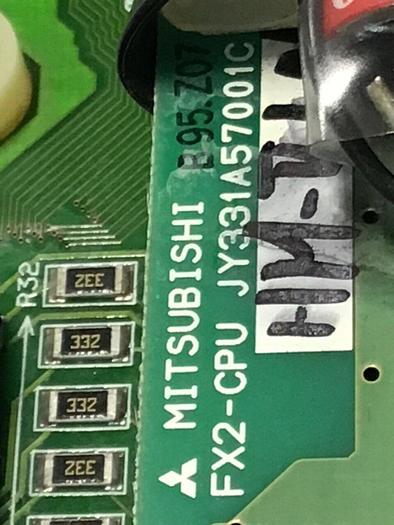 MITSUBISHI B95.Z07
FX2-CPU JY331A57001C
R32
332
332
332
332